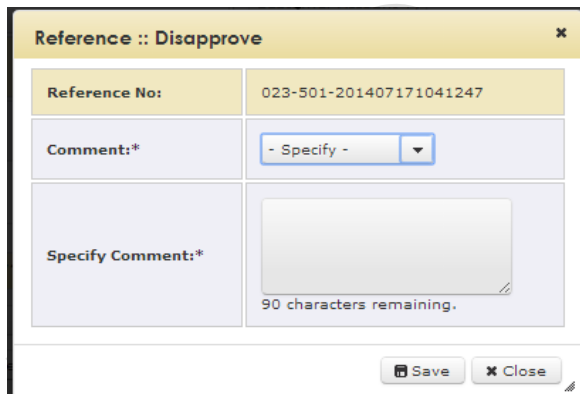 Reference :: Disapprove
Reference No: 023-501-201407171041247
Comment:* - Specify -
Specify Comment:*
90 characters remaining.
Save Close